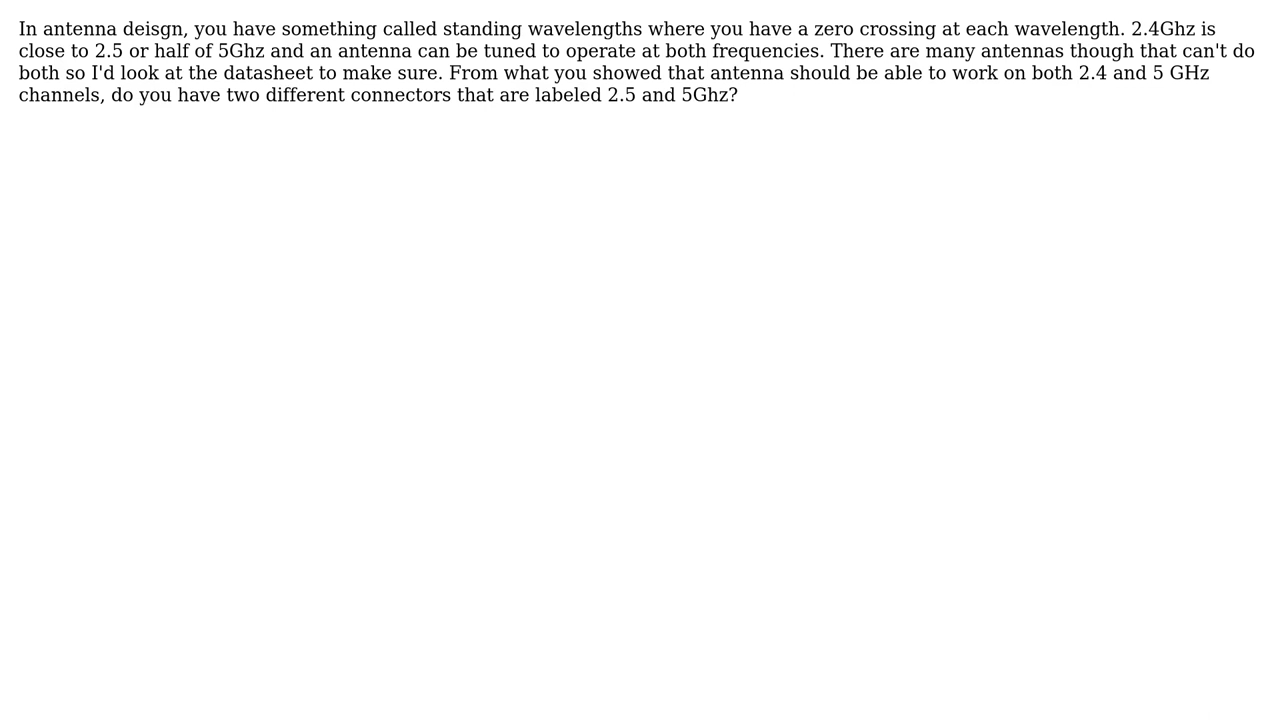 In antenna deisgn, you have something called standing wavelengths where you have a zero crossing at each wavelength. 2.4Ghz is
close to 2.5 or half of 5Ghz and an antenna can be tuned to operate at both frequencies. There are many antennas though that can't do
both so I'd look at the datasheet to make sure. From what you showed that antenna should be able to work on both 2.4 and 5 GHz
channels, do you have two different connectors that are labeled 2.5 and 5Ghz?